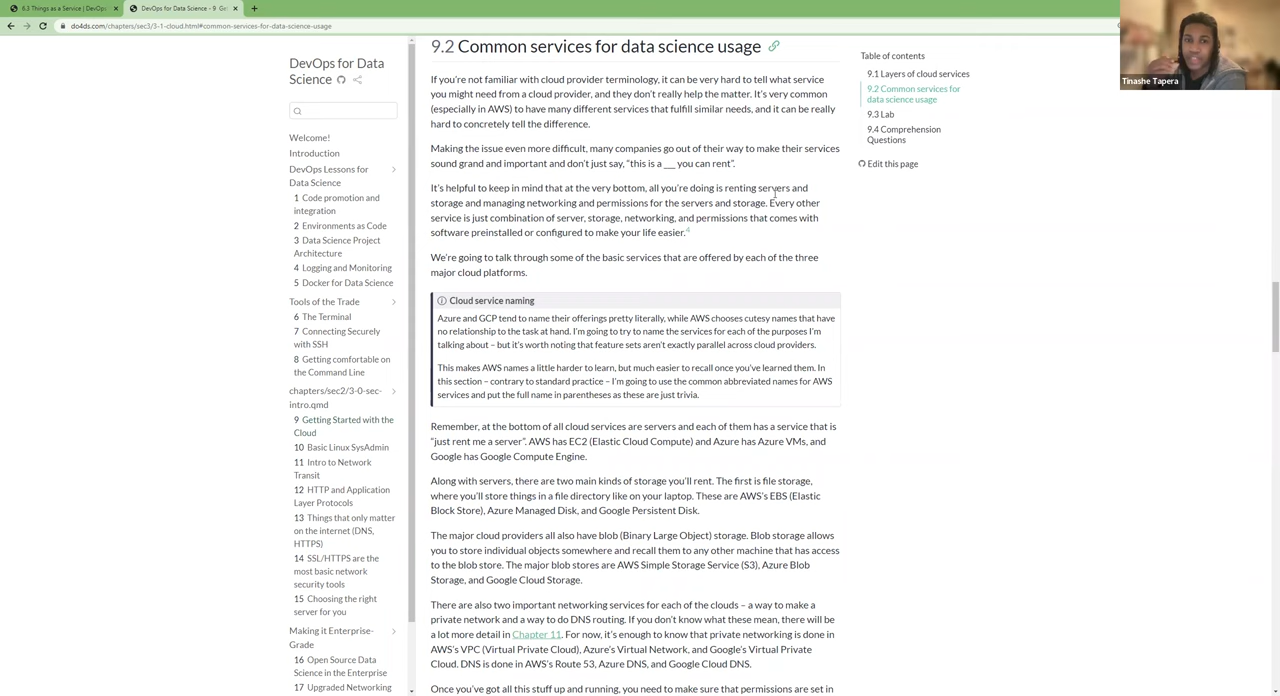 6.3 Things as a Service | DevOps
DevOps for Data Science - 9 Ge
do4ds.com/chapters/sec3/3-1-cloud.html#common-services-for-data-science-usage
Tinashe Tapera
DevOps for Data
Science
Welcome!
Introduction
DevOps Lessons for
Data Science
1 Code promotion and
integration
2 Environments as Code
3 Data Science Project
Architecture
4 Logging and Monitoring
5 Docker for Data Science
Tools of the Trade
6 The Terminal
7 Connecting Securely
with SSH
8 Getting comfortable on
the Command Line
chapters/sec2/3-0-sec-
intro.qmd
9 Getting Started with the
Cloud
10 Basic Linux SysAdmin
11 Intro to Network
Transit
12 HTTP and Application
Layer Protocols
13 Things that only matter
on the internet (DNS,
HTTPS)
14 SSL/HTTPS are the
most basic network
security tools
15 Choosing the right
server for you
Making it Enterprise-
Grade
16 Open Source Data
Science in the Enterprise
17 Upgraded Networking
9.2 Common services for data science usage
If you're not familiar with cloud provider terminology, it can be very hard to tell what service
you might need from a cloud provider, and they don't really help the matter. It's very common
(especially in AWS) to have many different services that fulfill similar needs, and it can be really
hard to concretely tell the difference.
Making the issue even more difficult, many companies go out of their way to make their services
sound grand and important and don't just say, "this is a ___ you can rent".
It's helpful to keep in mind that at the very bottom, all you're doing is renting servers and
storage and managing networking and permissions for the servers and storage. Every other
service is just combination of server, storage, networking, and permissions that comes with
software preinstalled or configured to make your life easier.4
We're going to talk through some of the basic services that are offered by each of the three
major cloud platforms.
Cloud service naming
Azure and GCP tend to name their offerings pretty literally, while AWS chooses cutesy names that have
no relationship to the task at hand. I'm going to try to name the services for each of the purposes I'm
talking about – but it's worth noting that feature sets aren't exactly parallel across cloud providers.
This makes AWS names a little harder to learn, but much easier to recall once you've learned them. In
this section – contrary to standard practice – I'm going to use the common abbreviated names for AWS
services and put the full name in parentheses as these are just trivia.
Remember, at the bottom of all cloud services are servers and each of them has a service that is
"just rent me a server". AWS has EC2 (Elastic Cloud Compute) and Azure has Azure VMs, and
Google has Google Compute Engine.
Along with servers, there are two main kinds of storage you'll rent. The first is file storage,
where you'll store things in a file directory like on your laptop. These are AWS's EBS (Elastic
Block Store), Azure Managed Disk, and Google Persistent Disk.
The major cloud providers all also have blob (Binary Large Object) storage. Blob storage allows
you to store individual objects somewhere and recall them to any other machine that has access
to the blob store. The major blob stores are AWS Simple Storage Service (S3), Azure Blob
Storage, and Google Cloud Storage.
There are also two important networking services for each of the clouds – a way to make a
private network and a way to do DNS routing. If you don't know what these mean, there will be
a lot more detail in Chapter 11. For now, it's enough to know that private networking is done in
AWS's VPC (Virtual Private Cloud), Azure's Virtual Network, and Google's Virtual Private
Cloud. DNS is done in AWS's Route 53, Azure DNS, and Google Cloud DNS.
Once you've got all this stuff up and running, you need to make sure that permissions are set in
Table of contents
9.1 Layers of cloud services
9.2 Common services for
data science usage
9.3 Lab
9.4 Comprehension
Questions
Edit this page